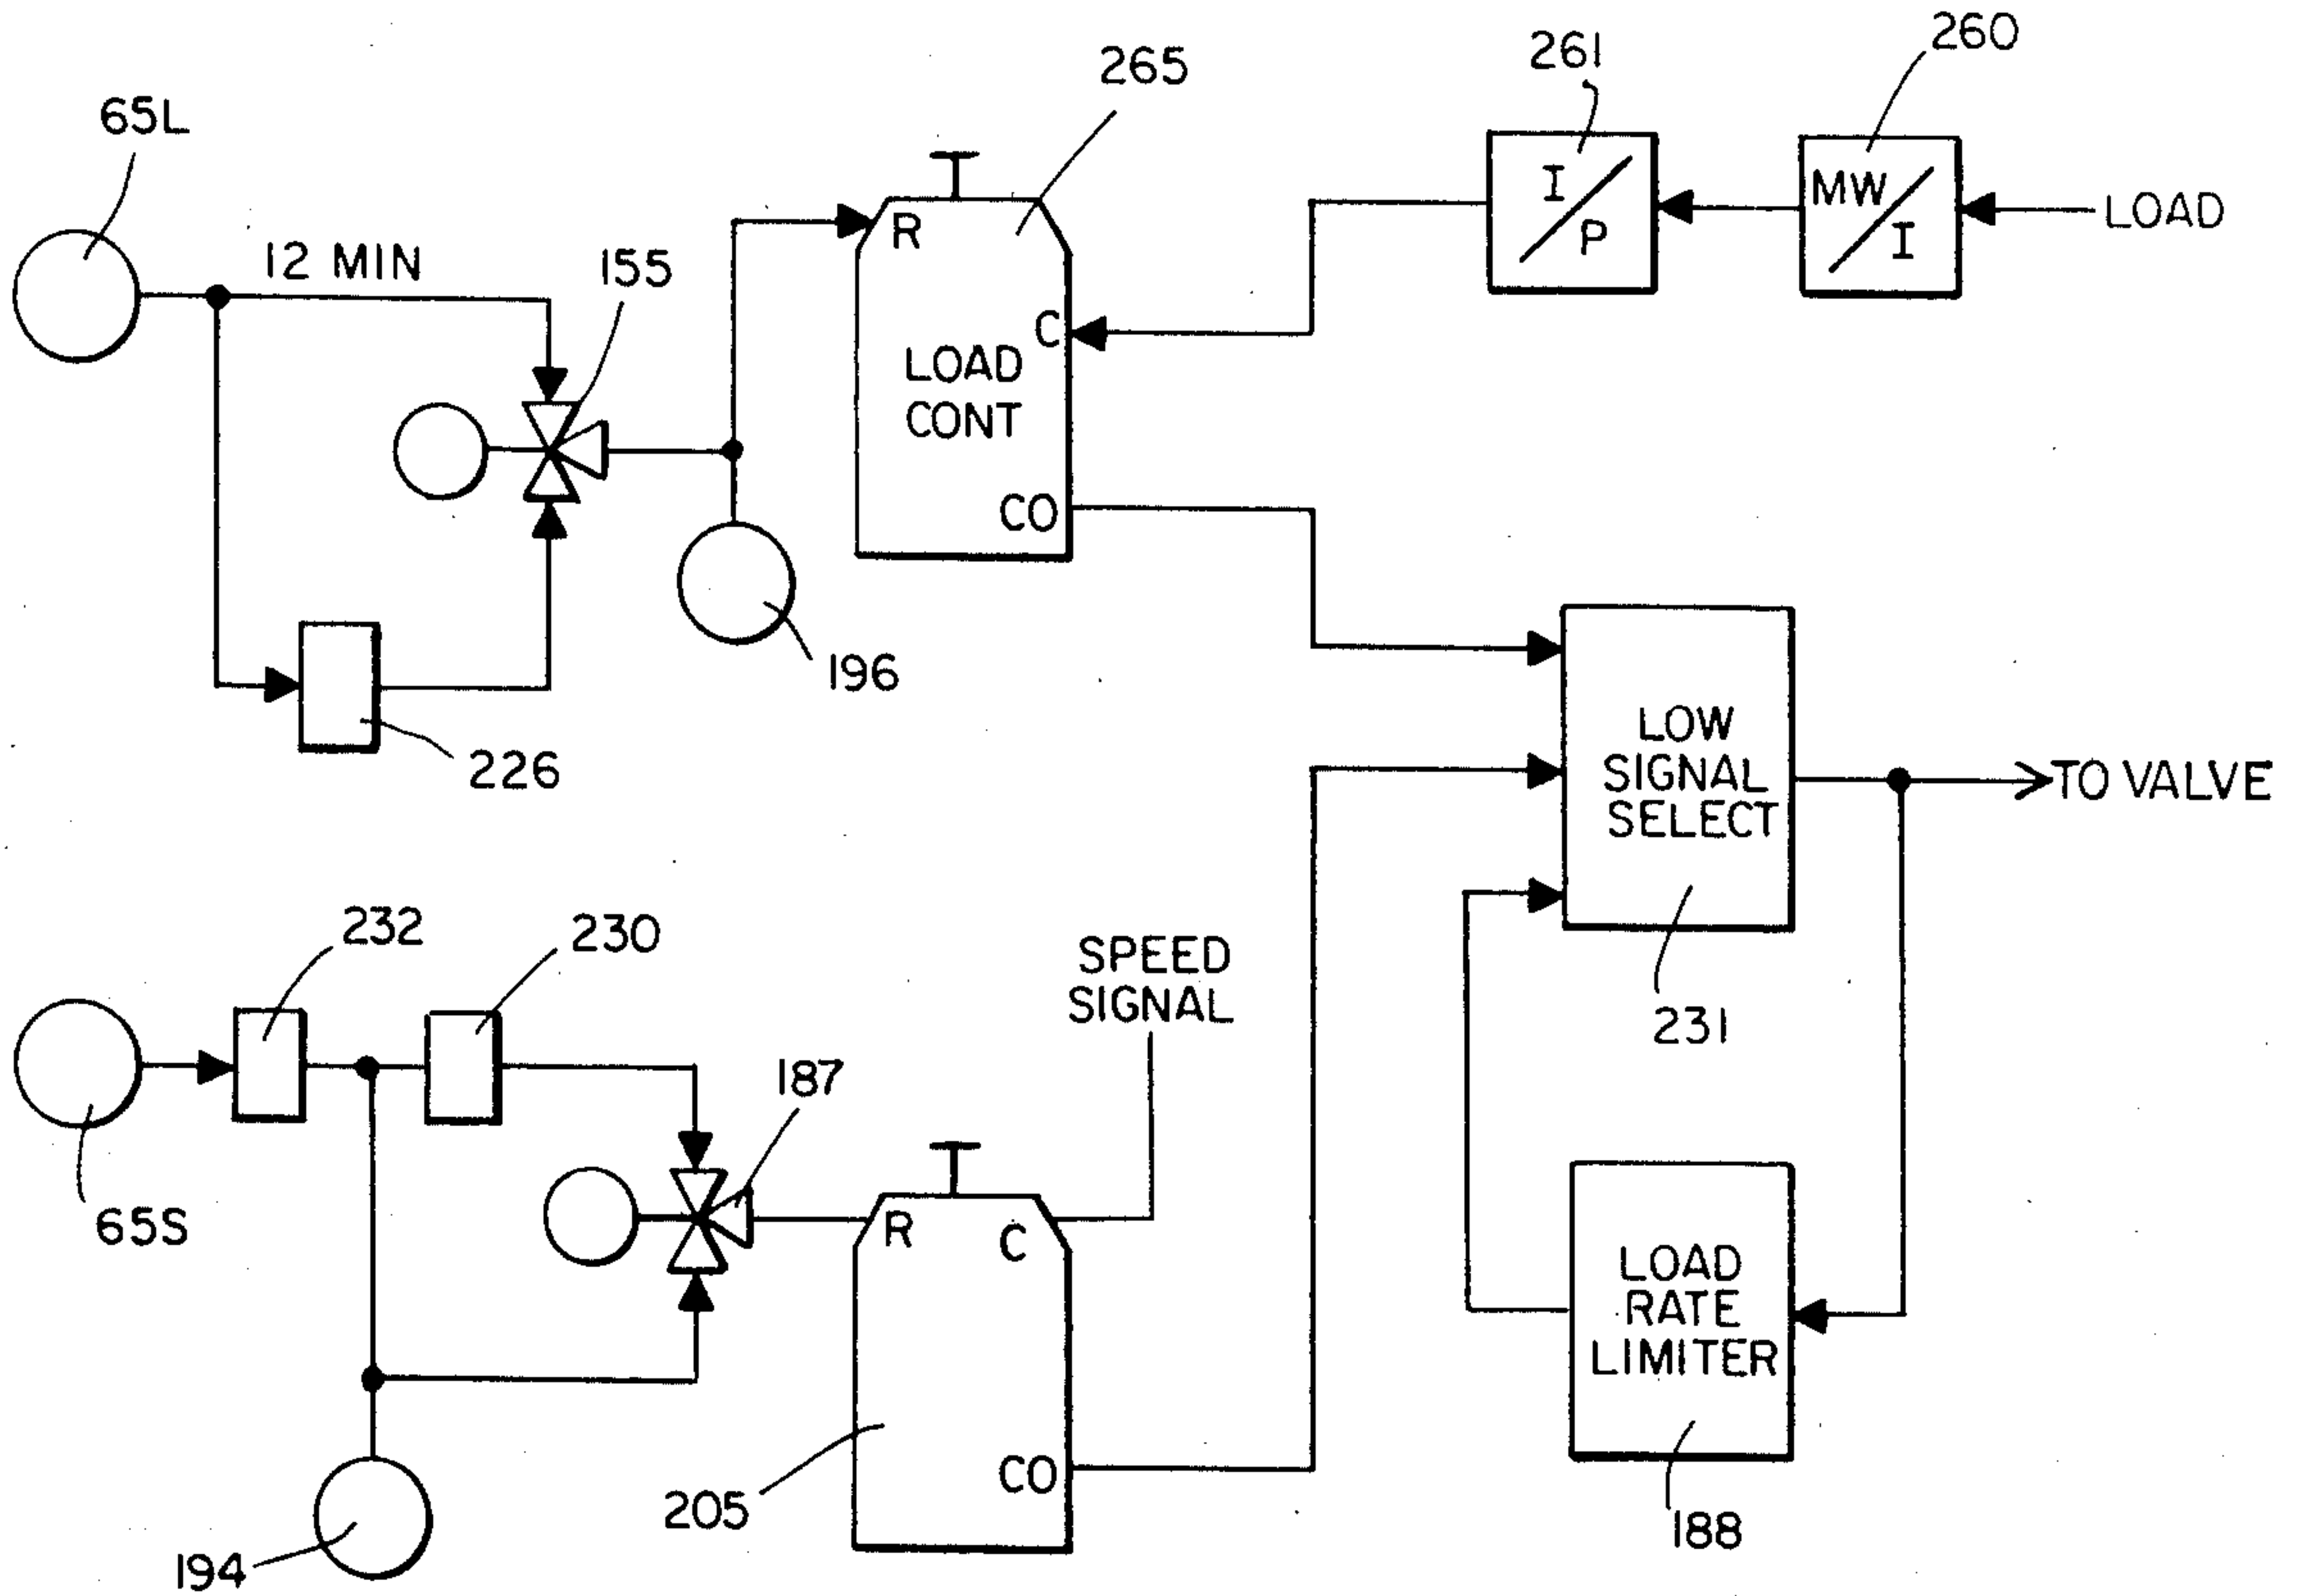 260
261
265
65L
MW
I
I
P
LOAD
R
12 MIN
155
C
LOAD
CONT
CO
196
LOW
SIGNAL
SELECT
226
TO VALVE
232
230
SPEED
SIGNAL
231
187
65S
R
C
LOAD
RATE
LIMITER
CO
205
188
194